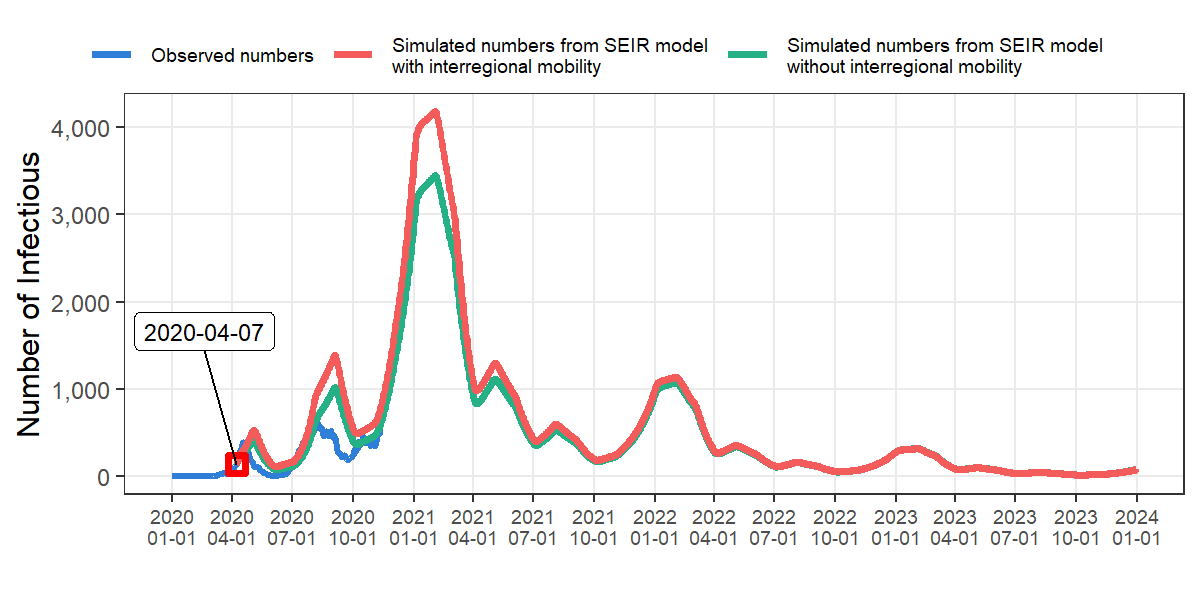 Observed numbers
Simulated numbers from SEIR model
with interregional mobility
Simulated numbers from SEIR model
without interregional mobility
Number of Infectious
4,000
3,000
2,000
1,000
0
2020-04-07
2020 2020 2020 2020 2021 2021 2021 2021 2022 2022 2022 2022 2023 2023 2023 2023 2024
01-01 04-01 07-01 10-01 01-01 04-01 07-01 10-01 01-01 04-01 07-01 10-01 01-01 04-01 07-01 10-01 01-01